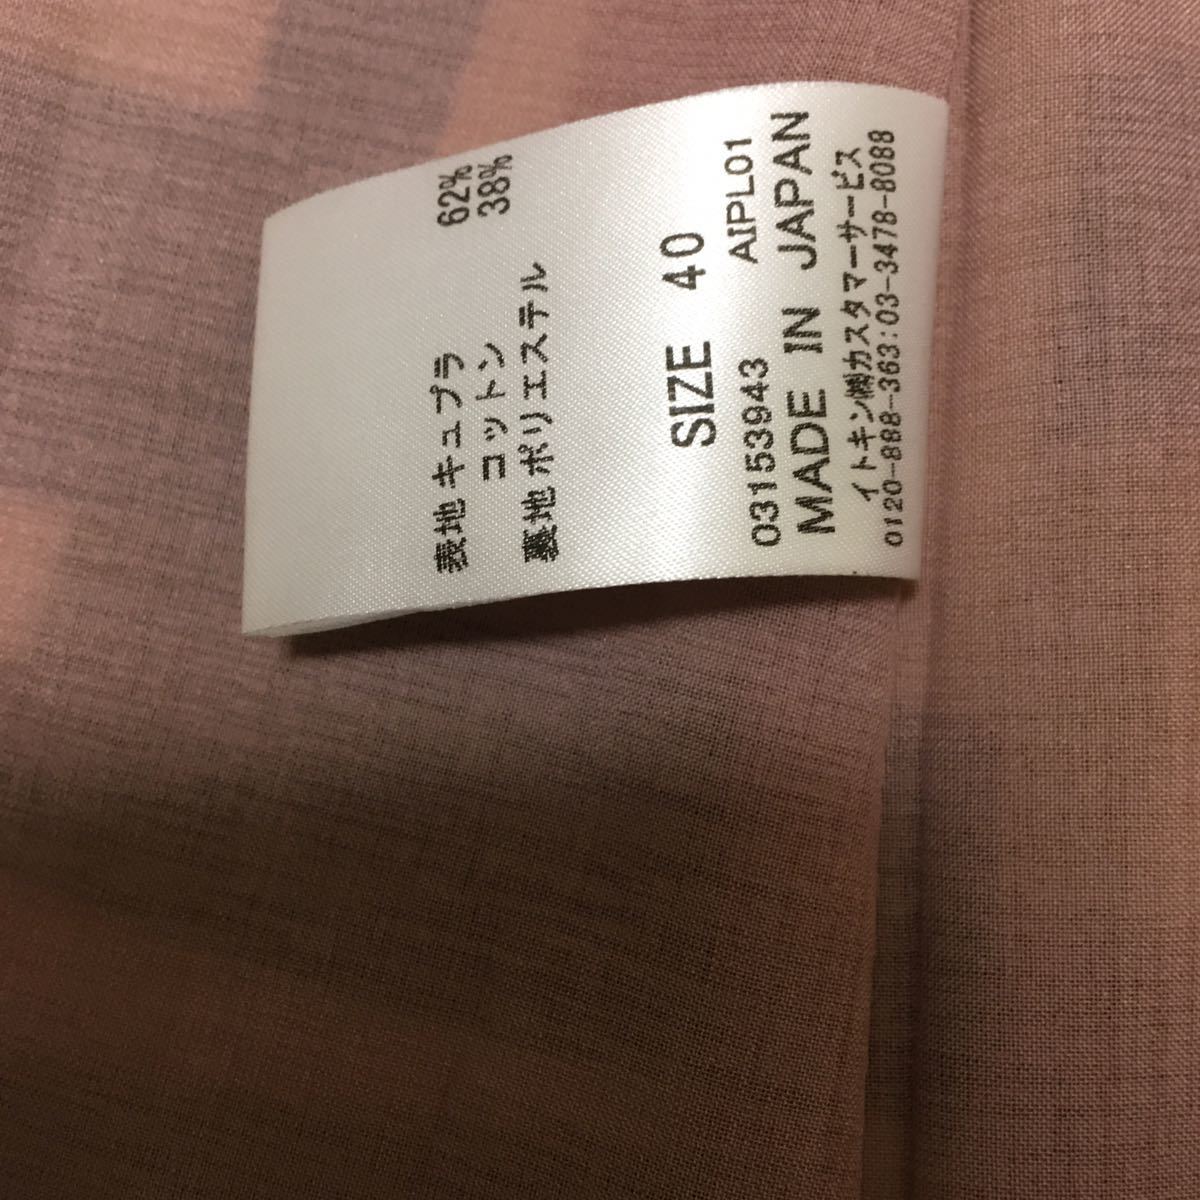 表地 キュプラ 62%
コットン 38%
裏地 ポリエステル
SIZE 40
03153943 AIPL01
MADE IN JAPAN
イトキン㈱カスタマーサービス
0120-888-363:03-3478-8088